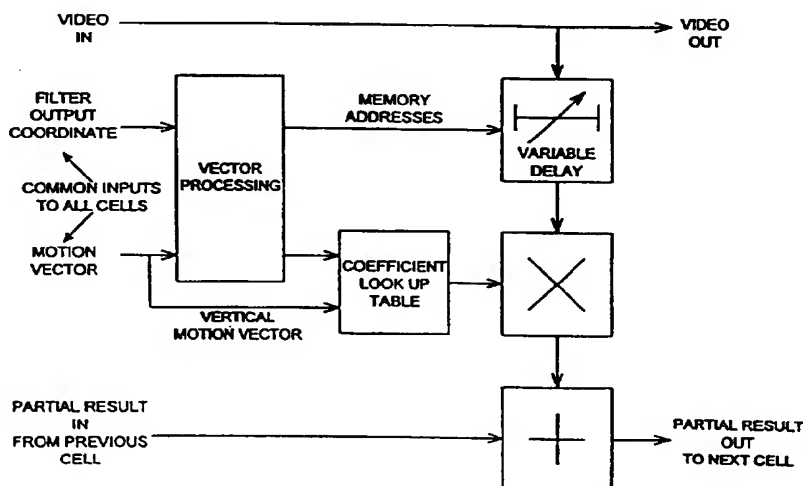 VIDEO
IN
VIDEO
OUT
FILTER
OUTPUT
COORDINATE
MEMORY
ADDRESSES
VARIABLE
DELAY
VECTOR
PROCESSING
COMMON INPUTS
TO ALL CELLS
MOTION
VECTOR
COEFFICIENT
LOOK UP
TABLE
VERTICAL
MOTION VECTOR
PARTIAL RESULT
IN
FROM PREVIOUS
CELL
PARTIAL RESULT
OUT
TO NEXT CELL